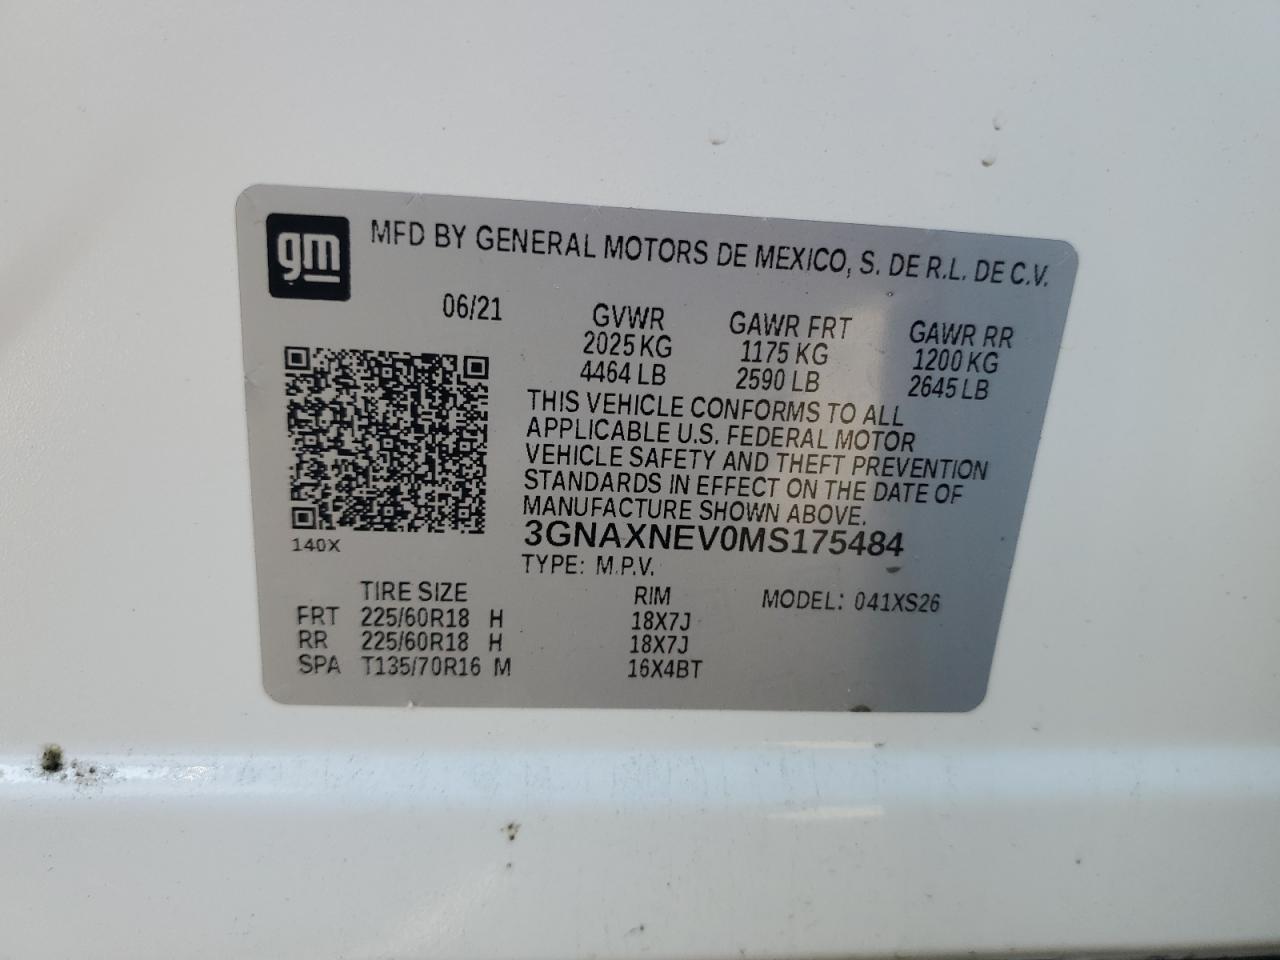 gm MFD BY GENERAL MOTORS DE MEXICO, S. DE R.L. DE C.V.
06/21 GVWR GAWR FRT GAWR RR
2025 KG 1175 KG 1200 KG
4464 LB 2590 LB 2645 LB
THIS VEHICLE CONFORMS TO ALL
APPLICABLE U.S. FEDERAL MOTOR
VEHICLE SAFETY AND THEFT PREVENTION
STANDARDS IN EFFECT ON THE DATE OF
MANUFACTURE SHOWN ABOVE.
140X 3GNAXNEV0MS175484
TYPE: M.P.V.
TIRE SIZE RIM MODEL: 041XS26
FRT 225/60R18 H 18X7J
RR 225/60R18 H 18X7J
SPA T135/70R16 M 16X4BT